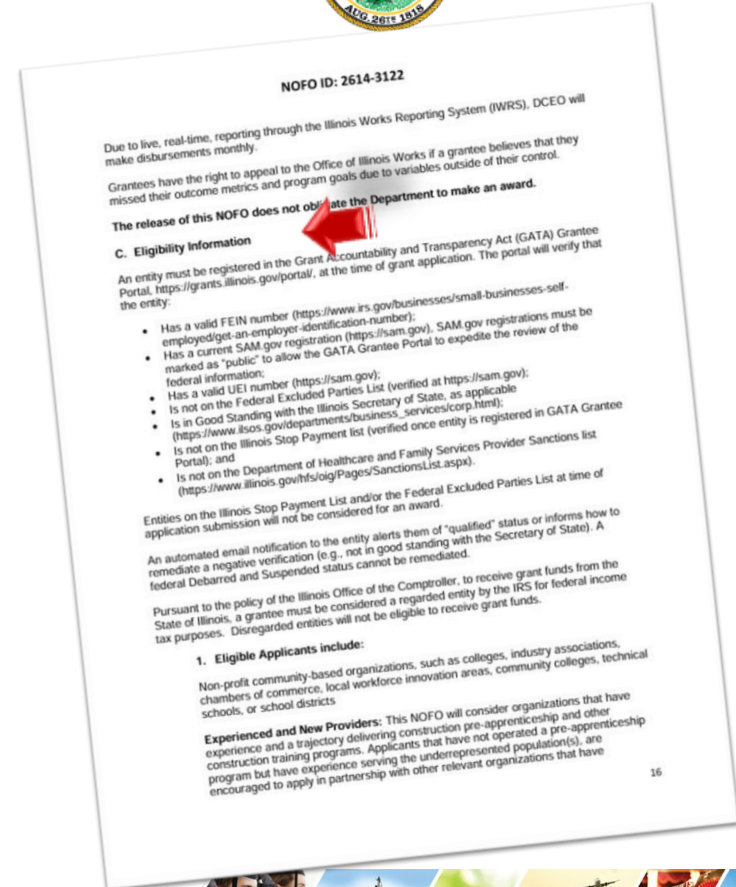 AUG. 26TH 1818
NOFO ID: 2614-3122
Due to live, real-time, reporting through the Illinois Works Reporting System (IWRS), DCEO will
make disbursements monthly.
Grantees have the right to appeal to the Office of Illinois Works if a grantee believes that they
missed their outcome metrics and program goals due to variables outside of their control.
The release of this NOFO does not obligate the Department to make an award.
C. Eligibility Information
An entity must be registered in the Grant Accountability and Transparency Act (GATA) Grantee
Portal, https://grants.illinois.gov/portal/, at the time of grant application. The portal will verify that
the entity:
• Has a valid FEIN number (https://www.irs.gov/businesses/small-businesses-self-
employed/get-an-employer-identification-number);
• Has a current SAM.gov registration (https://sam.gov), SAM.gov registrations must be
marked as "public" to allow the GATA Grantee Portal to expedite the review of the
federal information;
• Has a valid UEI number (https://sam.gov);
• Is not on the Federal Excluded Parties List (verified at https://sam.gov);
• Is in Good Standing with the Illinois Secretary of State, as applicable
(https://www.ilsos.gov/departments/business_services/corp.html);
• Is not on the Illinois Stop Payment list (verified once entity is registered in GATA Grantee
Portal); and
• Is not on the Department of Healthcare and Family Services Provider Sanctions list
(https://www.illinois.gov/hfs/oig/Pages/SanctionsList.aspx).
Entities on the Illinois Stop Payment List and/or the Federal Excluded Parties List at time of
application submission will not be considered for an award.
An automated email notification to the entity alerts them of "qualified" status or informs how to
remediate a negative verification (e.g., not in good standing with the Secretary of State). A
federal Debarred and Suspended status cannot be remediated.
Pursuant to the policy of the Illinois Office of the Comptroller, to receive grant funds from the
State of Illinois, a grantee must be considered a regarded entity by the IRS for federal income
tax purposes. Disregarded entities will not be eligible to receive grant funds.
1. Eligible Applicants include:
Non-profit community-based organizations, such as colleges, industry associations,
chambers of commerce, local workforce innovation areas, community colleges, technical
schools, or school districts
Experienced and New Providers: This NOFO will consider organizations that have
experience and a trajectory delivering construction pre-apprenticeship and other
construction training programs. Applicants that have not operated a pre-apprenticeship
program but have experience serving the underrepresented population(s), are
encouraged to apply in partnership with other relevant organizations that have
16